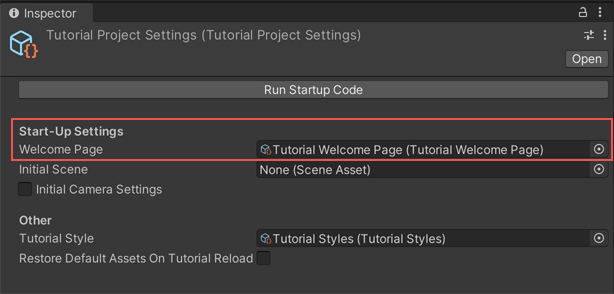 Inspector
Tutorial Project Settings (Tutorial Project Settings)
Open
Run Startup Code
Start-Up Settings
Welcome Page Tutorial Welcome Page (Tutorial Welcome Page)
Initial Scene None (Scene Asset)
Initial Camera Settings
Other
Tutorial Style Tutorial Styles (Tutorial Styles)
Restore Default Assets On Tutorial Reload